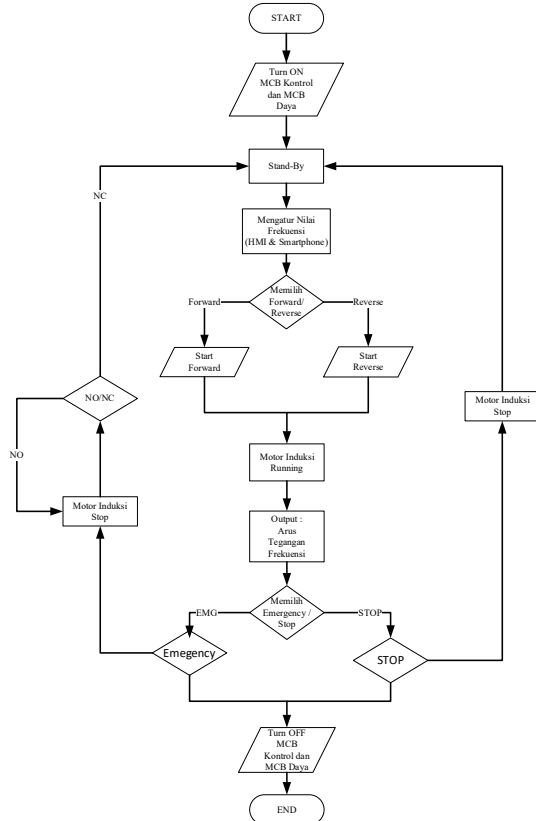 START
Turn ON
MCB Kontrol
dan MCB
Daya
NC
Stand-By
Mengatur Nilai
Frekuensi
(HMI & Smartphone)
Memilih
Forward/
Reverse
Forward
Reverse
Start
Forward
Start
Reverse
NO/NC
Motor Induksi
Stop
NO
Motor Induksi
Running
Motor Induksi
Stop
Output :
Arus
Tegangan
Frekuensi
Memilih
Emergency /
Stop
EMG
STOP
Emegency
STOP
Turn OFF
MCB
Kontrol dan
MCB Daya
END